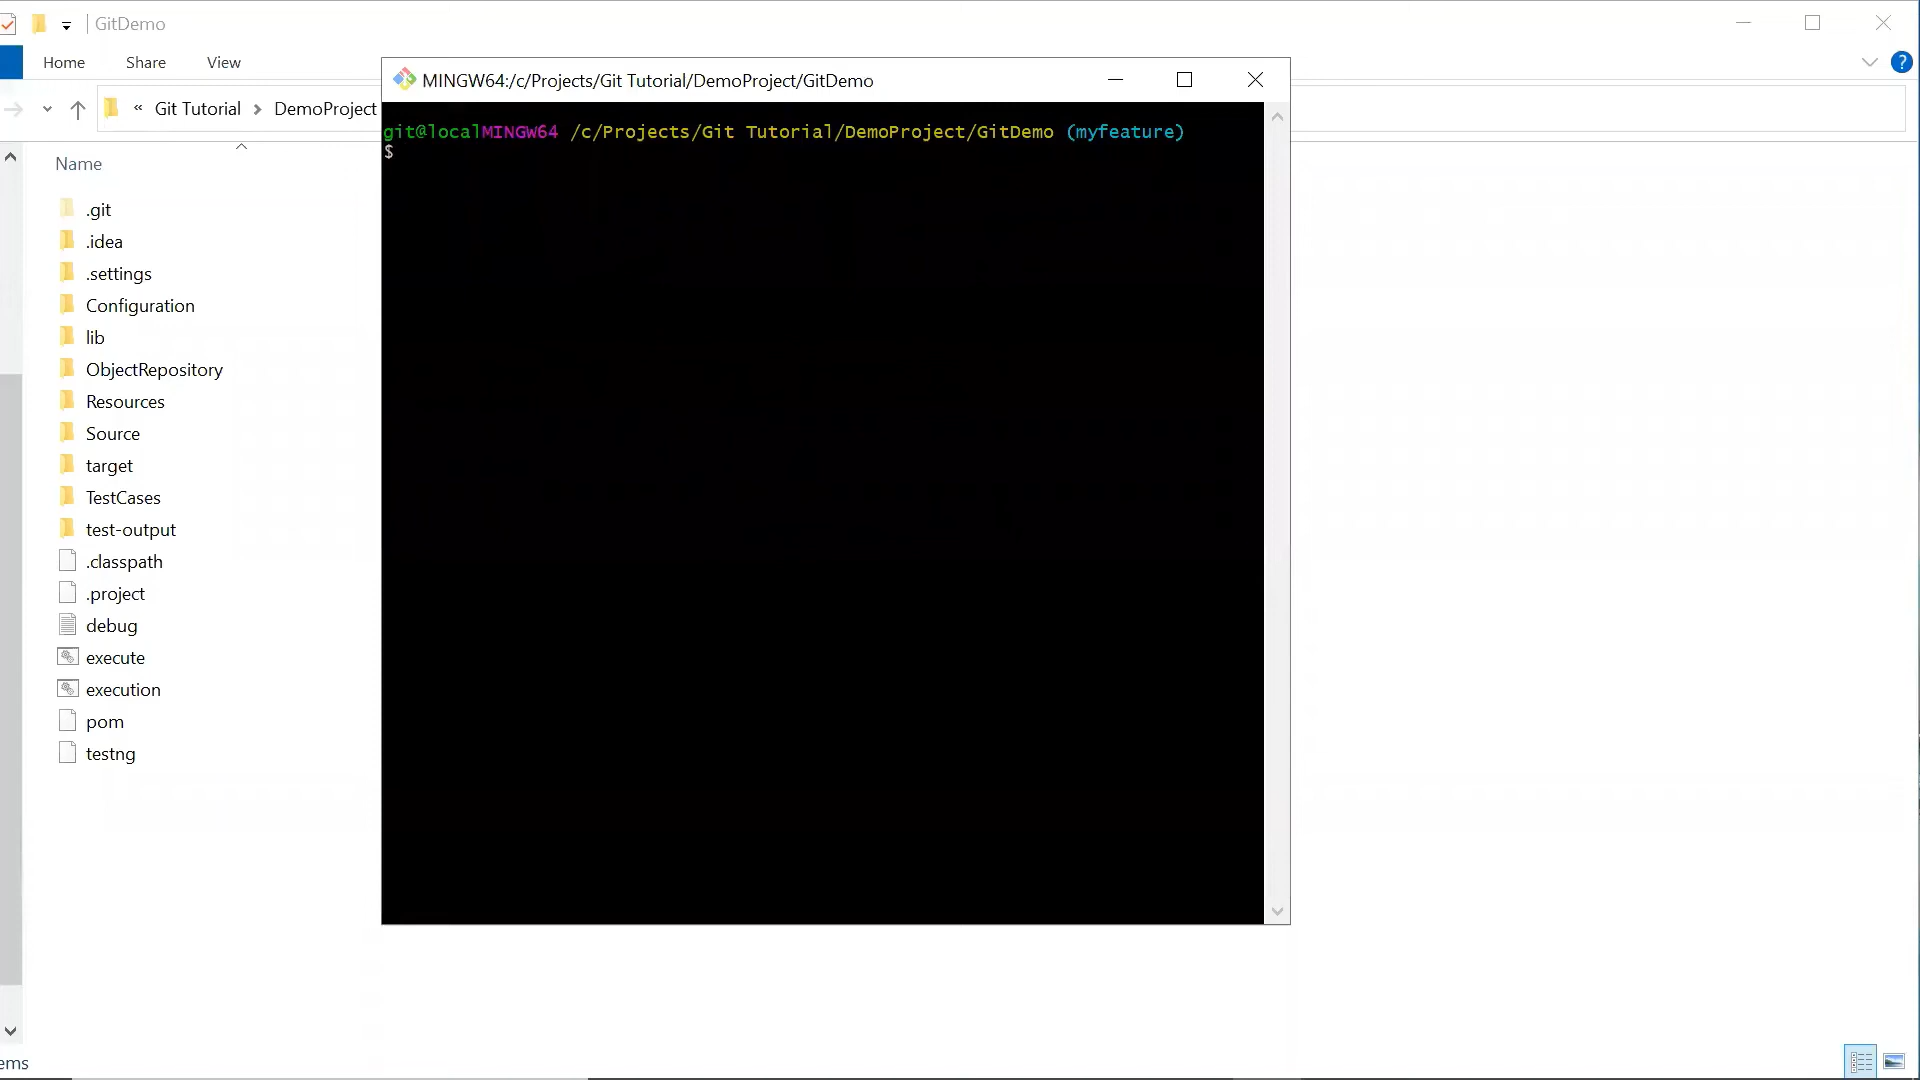 GitDemo
Home Share View
« Git Tutorial > DemoProject
MINGW64:/c/Projects/Git Tutorial/DemoProject/GitDemo
git@localMINGW64 /c/Projects/Git Tutorial/DemoProject/GitDemo (myfeature)
$
Name
.git
.idea
.settings
Configuration
lib
ObjectRepository
Resources
Source
target
TestCases
test-output
.classpath
.project
debug
execute
execution
pom
testng
ems
?